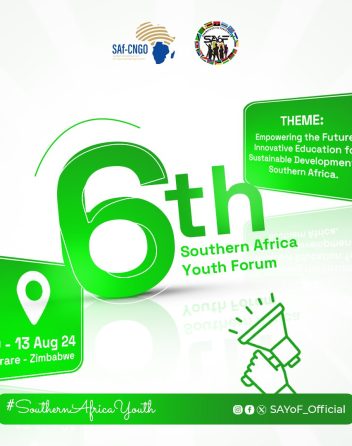 SAf-CNGO
SAYoF
THEME:
Empowering the Future
Innovative Education for
Sustainable Development
Southern Africa.
6th
Southern Africa
Youth Forum
- 13 Aug 24
- Zimbabwe
#SouthernAfricaYouth
SAYoF_Official